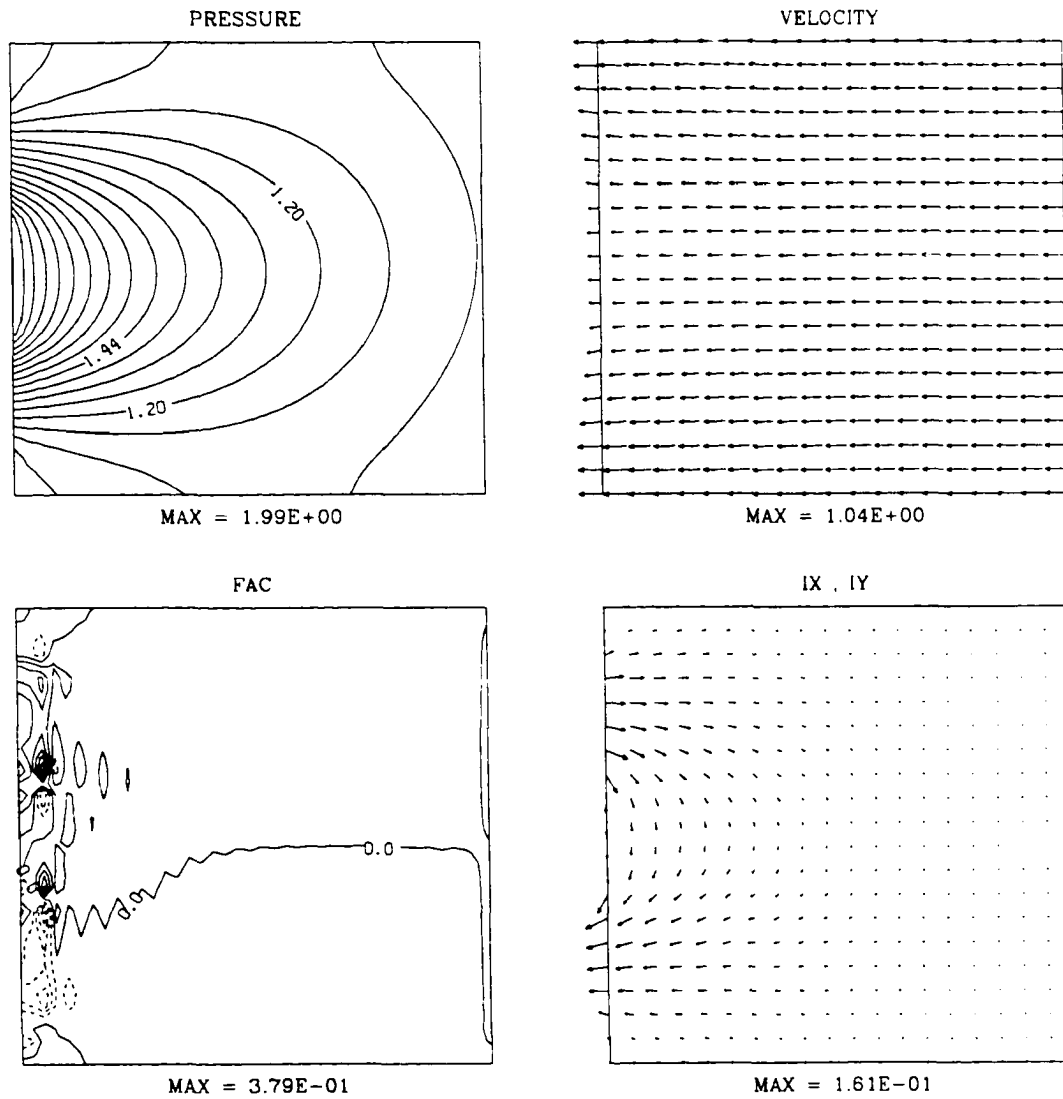 PRESSURE
VELOCITY
1.20
1.44
1.20
MAX = 1.99E+00
MAX = 1.04E+00
FAC
IX , IY
0.0
0.0
MAX = 3.79E-01
MAX = 1.61E-01